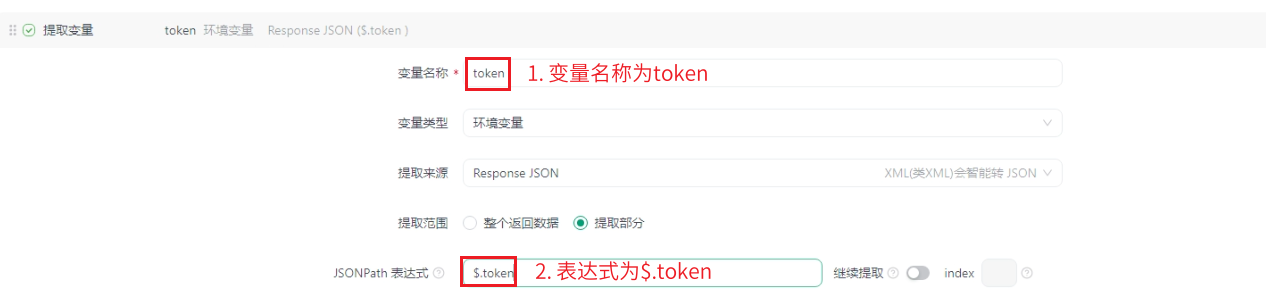 提取变量 token 环境变量 Response JSON ($.token )
变量名称 * token 1. 变量名称为token
变量类型 环境变量
提取来源 Response JSON XML(类XML)会智能转 JSON
提取范围 整个返回数据 提取部分
JSONPath 表达式 $.token 2. 表达式为$.token 继续提取 index